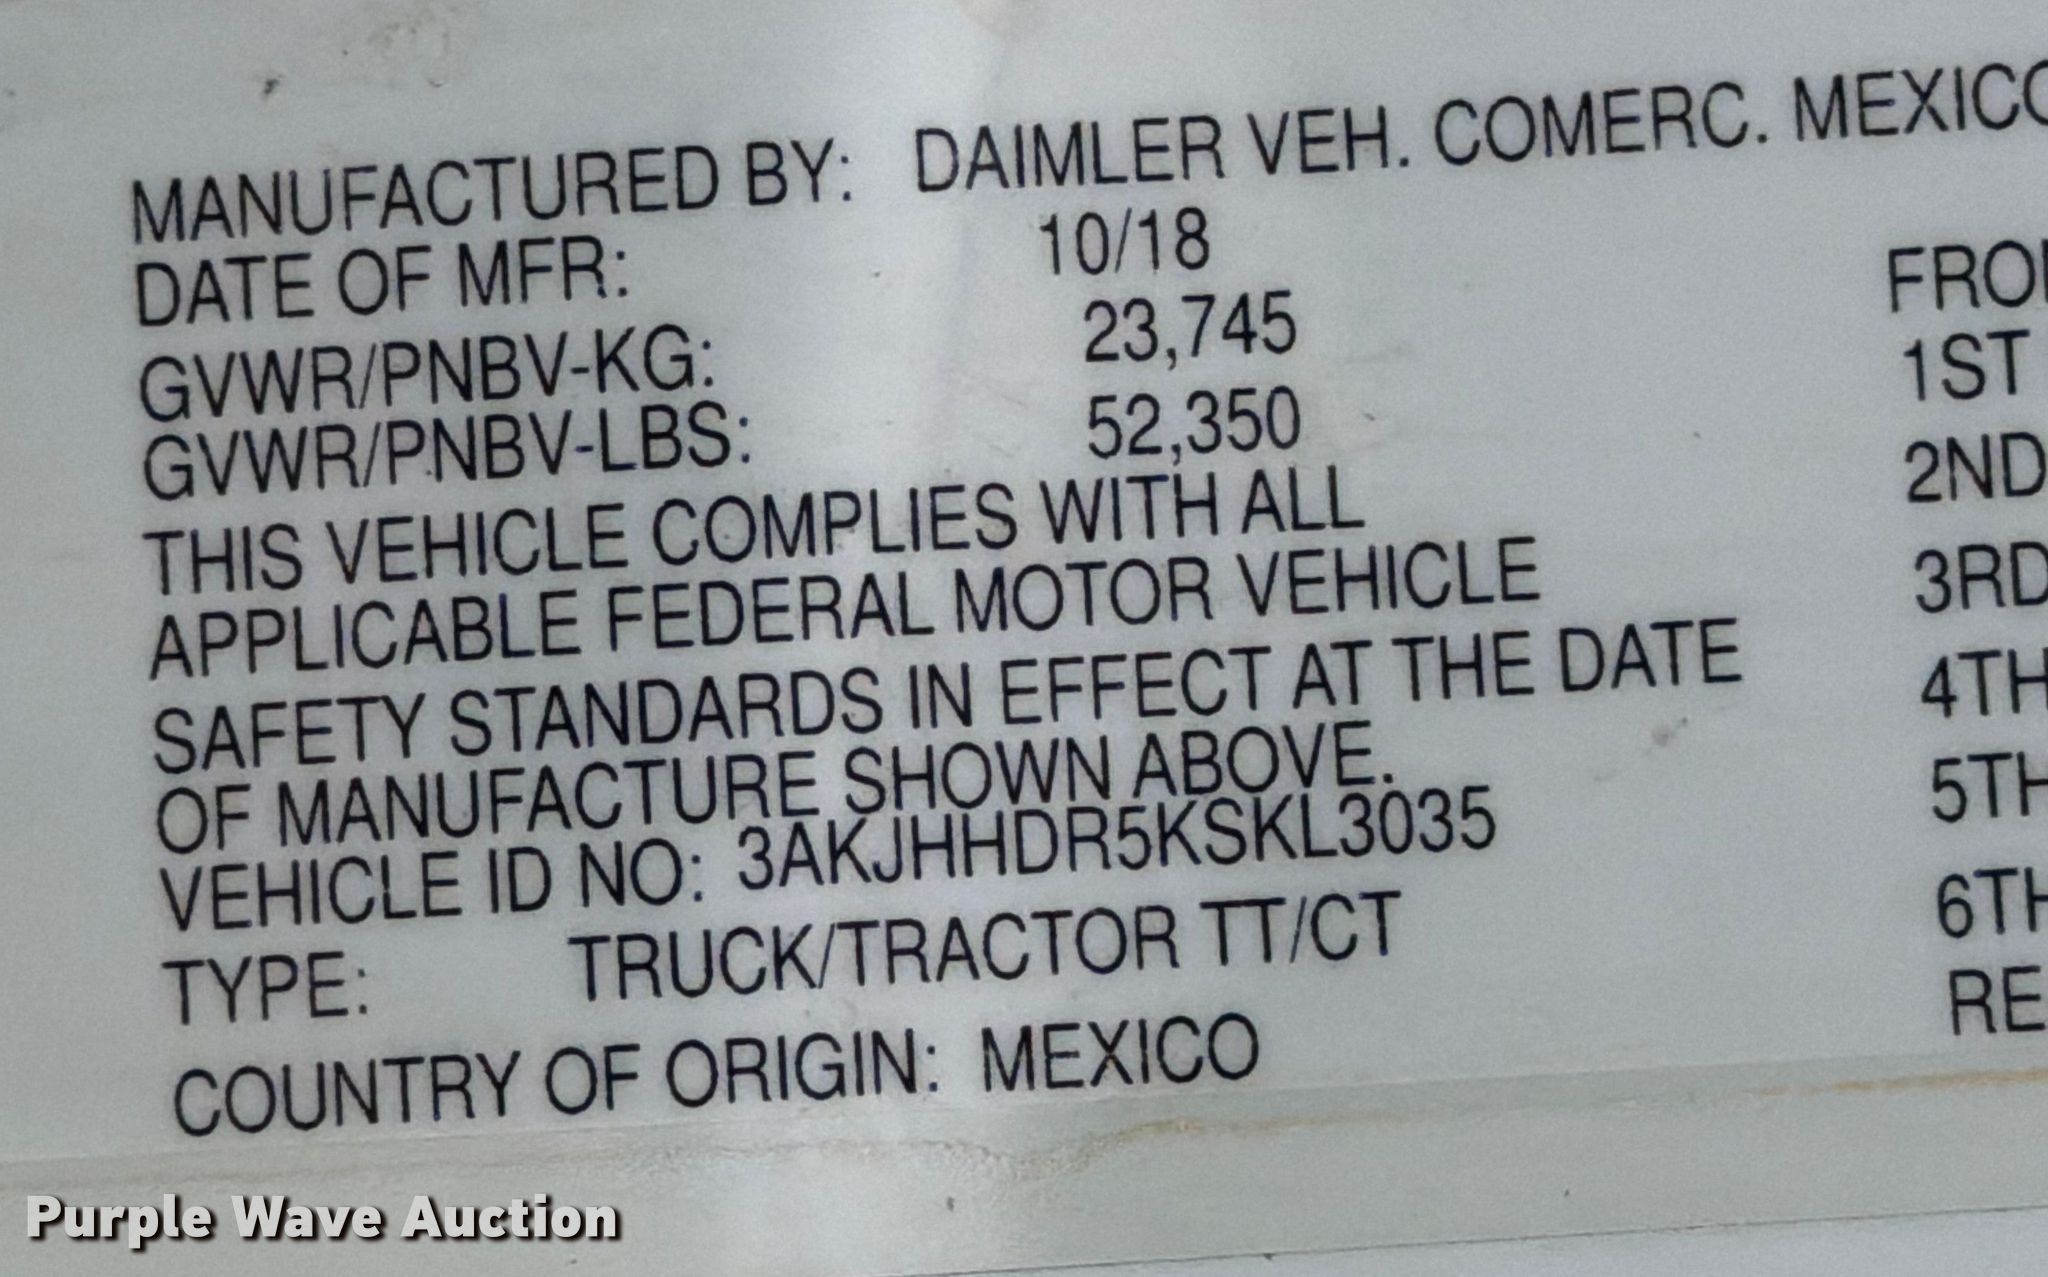 MANUFACTURED BY: DAIMLER VEH. COMERC. MEXICO
DATE OF MFR: 10/18
GVWR/PNBV-KG: 23,745
GVWR/PNBV-LBS: 52,350
THIS VEHICLE COMPLIES WITH ALL
APPLICABLE FEDERAL MOTOR VEHICLE
SAFETY STANDARDS IN EFFECT AT THE DATE
OF MANUFACTURE SHOWN ABOVE.
VEHICLE ID NO: 3AKJHHDR5KSKL3035
TYPE: TRUCK/TRACTOR TT/CT
COUNTRY OF ORIGIN: MEXICO
1ST
2ND
3RD
4TH
5TH
6TH
Purple Wave Auction